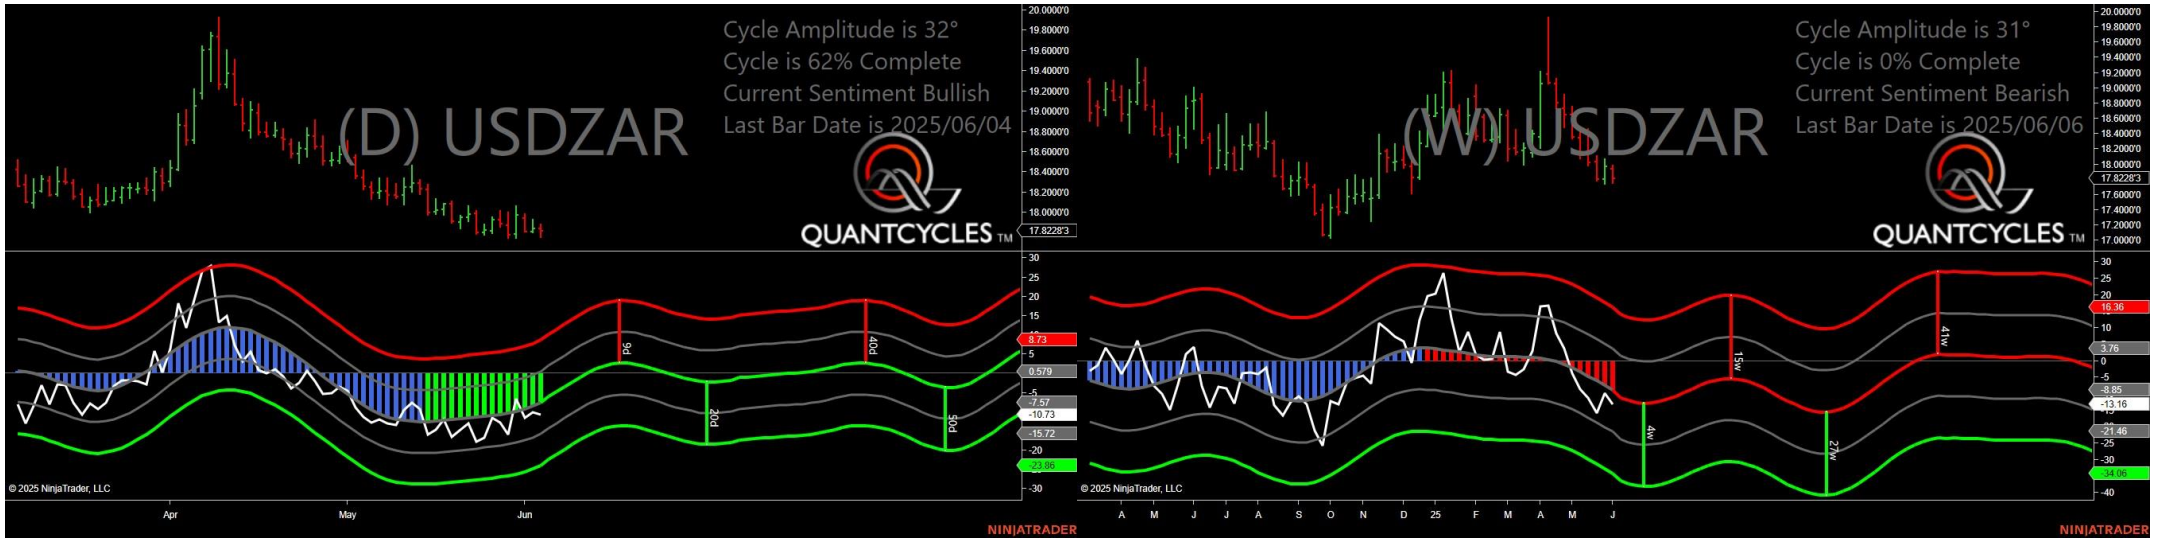 (D) USDZAR
Cycle Amplitude is 32°
Cycle is 62% Complete
Current Sentiment Bullish
Last Bar Date is 2025/06/04
QUANTCYCLES TM
20.0000'0
19.8000'0
19.6000'0
19.4000'0
19.2000'0
19.0000'0
18.8000'0
18.6000'0
18.4000'0
18.2000'0
18.0000'0
17.8228'3
30
25
20
15
8.73
5
0.579
-5
-7.57
-10.73
-15.72
-20
-23.86
-30
9d
20d
40d
50d
© 2025 NinjaTrader, LLC
Apr
May
Jun
NINJATRADER
(W) USDZAR
Cycle Amplitude is 31°
Cycle is 0% Complete
Current Sentiment Bearish
Last Bar Date is 2025/06/06
QUANTCYCLES TM
20.0000'0
19.8000'0
19.6000'0
19.4000'0
19.2000'0
19.0000'0
18.8000'0
18.6000'0
18.4000'0
18.2000'0
18.0000'0
17.8228'3
17.6000'0
17.4000'0
17.2000'0
17.0000'0
30
25
20
16.36
10
3.76
0
-5
-8.85
-13.16
-21.46
-25
-30
-34.06
-40
4w
15w
27w
41w
© 2025 NinjaTrader, LLC
A M J J A S O N D 25 F M A M J
NINJATRADER